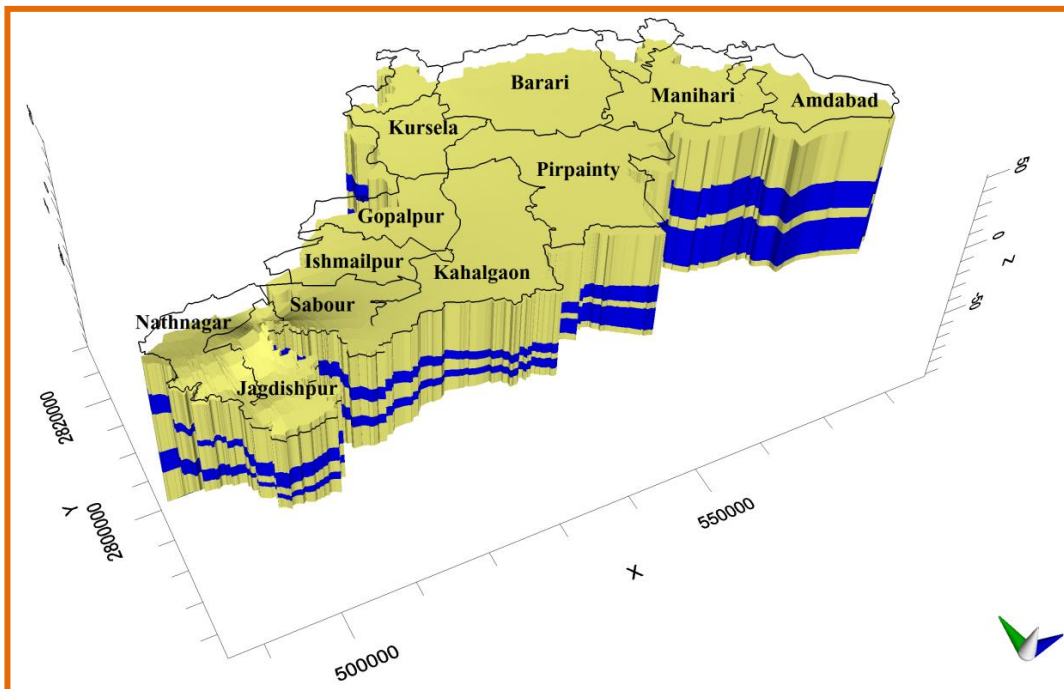 Barari
Manihari
Amdabad
Kursela
Pirpainty
Gopalpur
Ishmailpur
Kahalgaon
Sabour
Nathnagar
Jagdishpur
50
0
Z
-50
2820000
2800000
Y
X
550000
500000